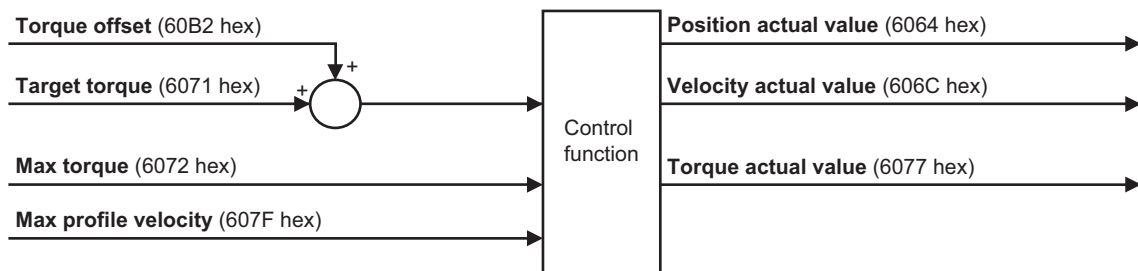 Torque offset (60B2 hex)
+
Target torque (6071 hex)
+
Max torque (6072 hex)
Max profile velocity (607F hex)
Control
function
Position actual value (6064 hex)
Velocity actual value (606C hex)
Torque actual value (6077 hex)